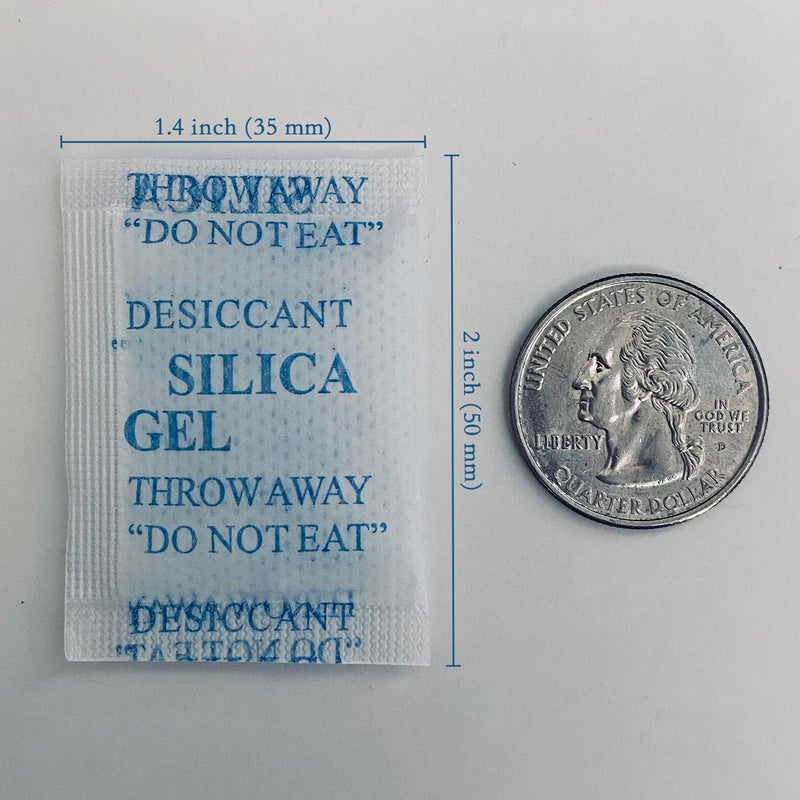 1.4 inch (35 mm)
THROW AWAY
"DO NOT EAT"
DESICCANT
SILICA
GEL
THROW AWAY
"DO NOT EAT"
DESICCANT
2 inch (50 mm)
UNITED STATES OF AMERICA
LIBERTY
IN
GOD WE
TRUST
D
QUARTER DOLLAR